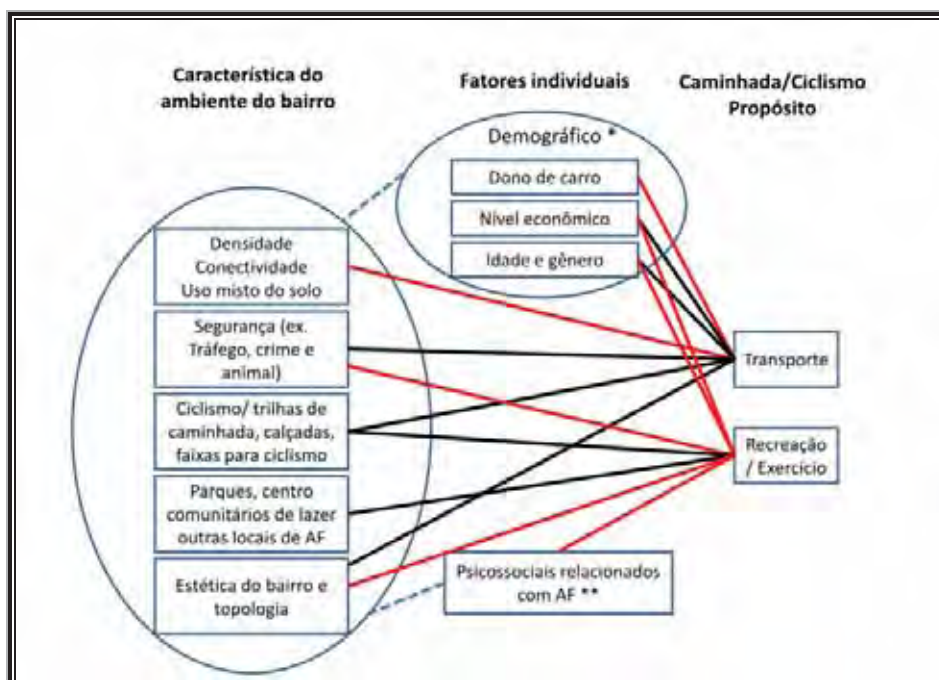 Característica do
ambiente do bairro
Fatores individuais
Caminhada/Ciclismo
Propósito
Demográfico *
Dono de carro
Nível econômico
Idade e gênero
Densidade
Conectividade
Uso misto do solo
Segurança (ex.
Tráfego, crime e
animal)
Ciclismo/ trilhas de
caminhada, calçadas,
faixas para ciclismo
Parques, centro
comunitários de lazer
outras locais de AF
Estética do bairro e
topologia
Psicossociais relacionados
com AF **
Transporte
Recreação
/ Exercício